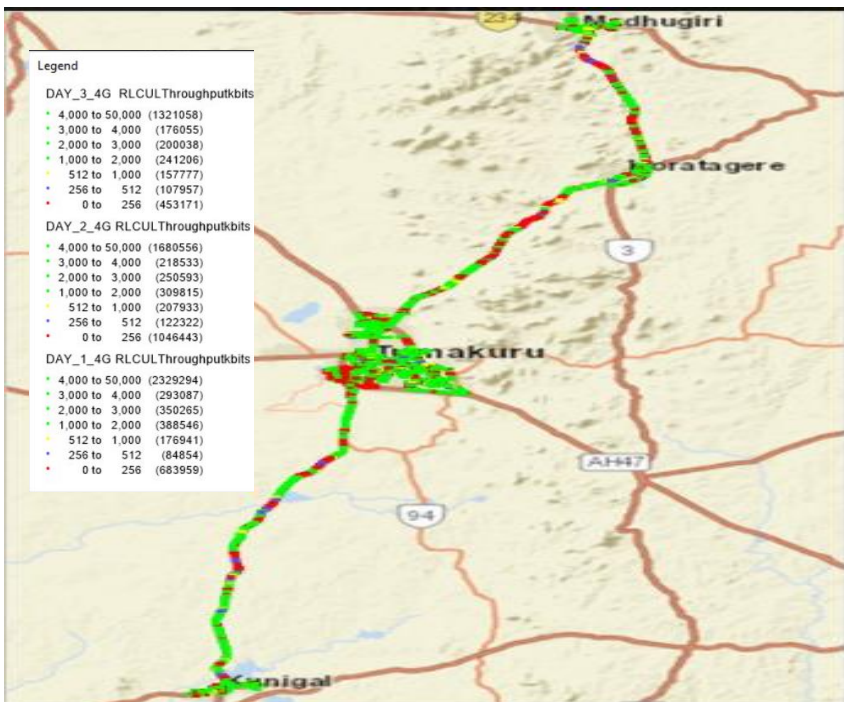 234
Madhugiri
Legend
DAY_3_4G RLCULThroughputkbits
4,000 to 50,000 (1321058)
3,000 to 4,000 (176055)
2,000 to 3,000 (200038)
1,000 to 2,000 (241206)
512 to 1,000 (157777)
256 to 512 (107957)
0 to 256 (453171)
DAY_2_4G RLCULThroughputkbits
4,000 to 50,000 (1680556)
3,000 to 4,000 (218533)
2,000 to 3,000 (250593)
1,000 to 2,000 (309815)
512 to 1,000 (207933)
256 to 512 (122322)
0 to 256 (1046443)
DAY_1_4G RLCULThroughputkbits
4,000 to 50,000 (2329294)
3,000 to 4,000 (293087)
2,000 to 3,000 (350265)
1,000 to 2,000 (388546)
512 to 1,000 (176941)
256 to 512 (84854)
0 to 256 (683959)
Koratagere
3
Tumakuru
AH47
94
Kunigal